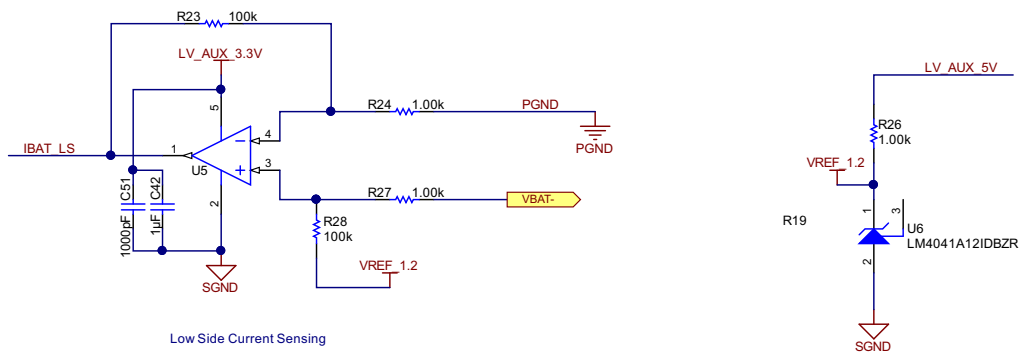 R23 100k
LV_AUX_3.3V
LV_AUX_5V
5
R24 1.00k PGND
R26
1.00k
4
PGND
IBAT_LS
1
U5
3
VREF_1.2
R27 1.00k VBAT-
C51
C42
1000pF
1µF
2
R28
100k
R19
1
3
U6
LM4041A12IDBZR
2
VREF_1.2
SGND
SGND
Low Side Current Sensing